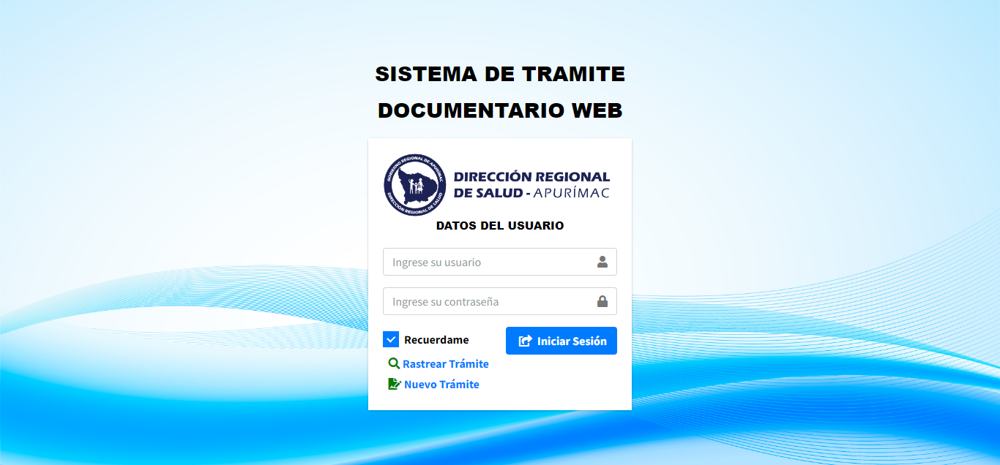 SISTEMA DE TRAMITE
DOCUMENTARIO WEB
GOBIERNO REGIONAL DE APURÍMAC
DIRECCIÓN REGIONAL DE SALUD
DIRECCIÓN REGIONAL
DE SALUD - APURÍMAC
DATOS DEL USUARIO
Ingrese su usuario
Ingrese su contraseña
Recuerdame
Iniciar Sesión
Rastrear Trámite
Nuevo Trámite